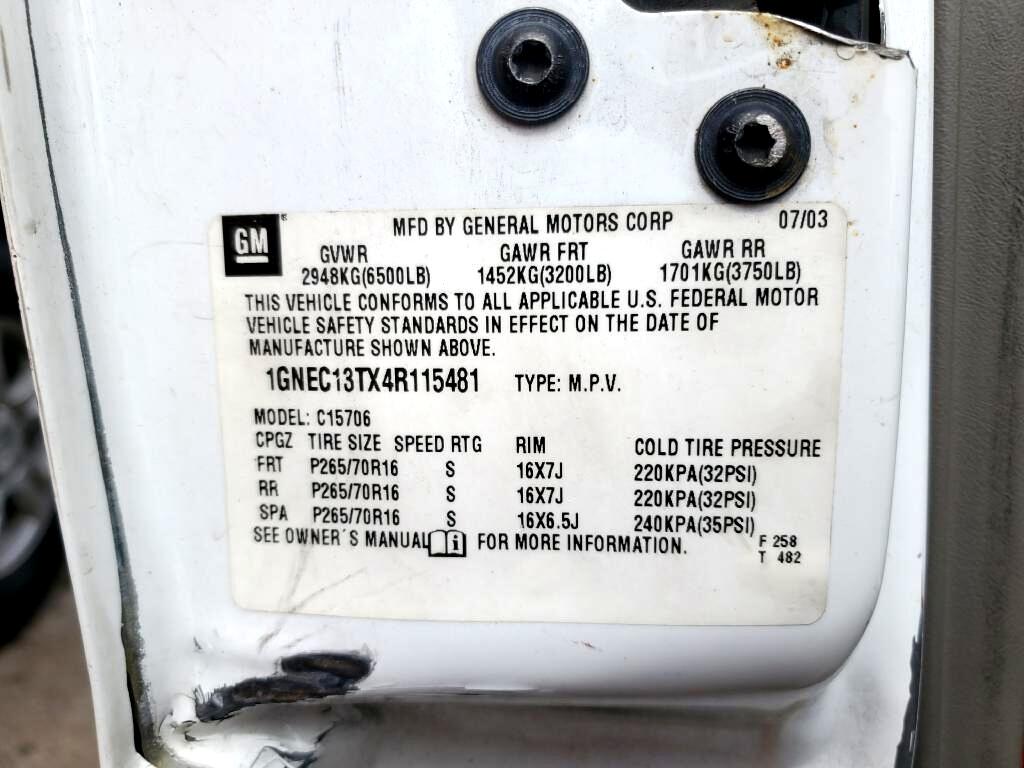 GM
MFD BY GENERAL MOTORS CORP 07/03
GVWR GAWR FRT GAWR RR
2948KG(6500LB) 1452KG(3200LB) 1701KG(3750LB)
THIS VEHICLE CONFORMS TO ALL APPLICABLE U.S. FEDERAL MOTOR
VEHICLE SAFETY STANDARDS IN EFFECT ON THE DATE OF
MANUFACTURE SHOWN ABOVE.
1GNEC13TX4R115481 TYPE: M.P.V.
MODEL: C15706
CPGZ TIRE SIZE SPEED RTG RIM COLD TIRE PRESSURE
FRT P265/70R16 S 16X7J 220KPA(32PSI)
RR P265/70R16 S 16X7J 220KPA(32PSI)
SPA P265/70R16 S 16X6.5J 240KPA(35PSI)
SEE OWNER'S MANUAL i FOR MORE INFORMATION.
F 258
T 482